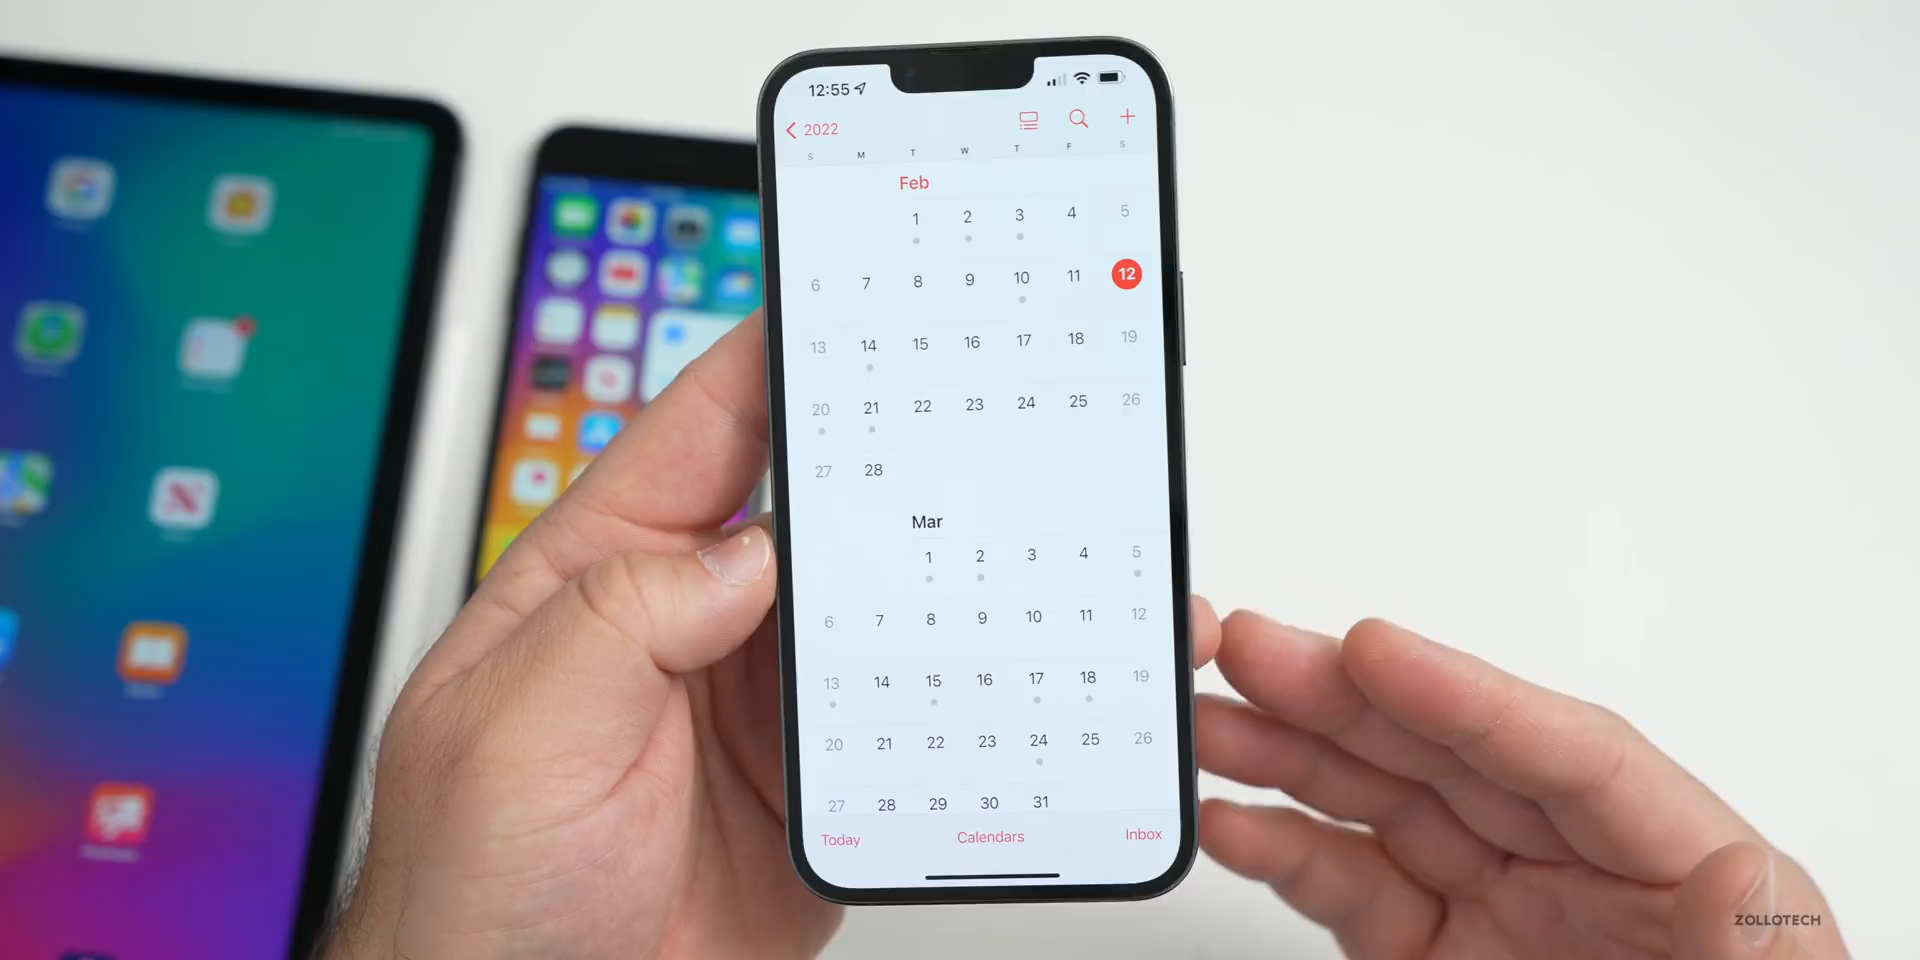 12:55
2022
S M T W T F S
Feb
1 2 3 4 5
6 7 8 9 10 11 12
13 14 15 16 17 18 19
20 21 22 23 24 25 26
27 28
Mar
1 2 3 4 5
6 7 8 9 10 11 12
13 14 15 16 17 18 19
20 21 22 23 24 25 26
27 28 29 30 31
Today Calendars Inbox
ZOLLOTECH